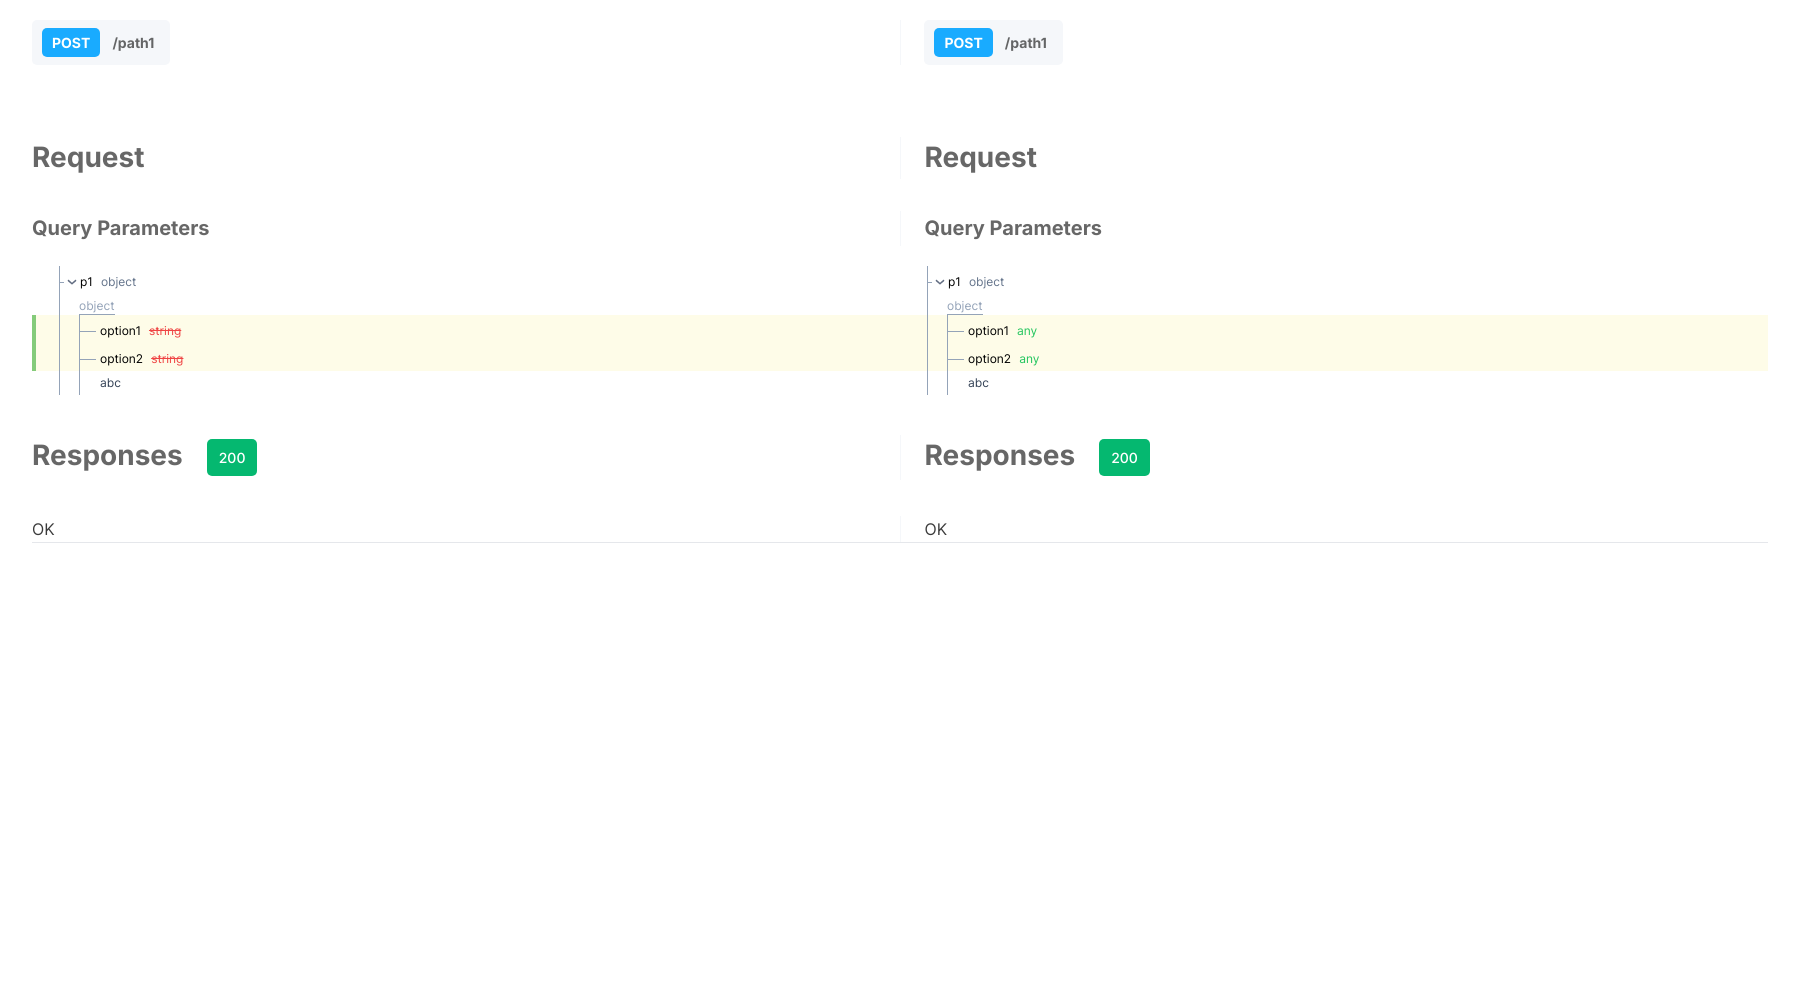 POST /path1 POST /path1
Request Request
Query Parameters Query Parameters
p1 object p1 object
object object
option1 string option1 any
option2 string option2 any
abc abc
Responses 200 Responses 200
OK OK